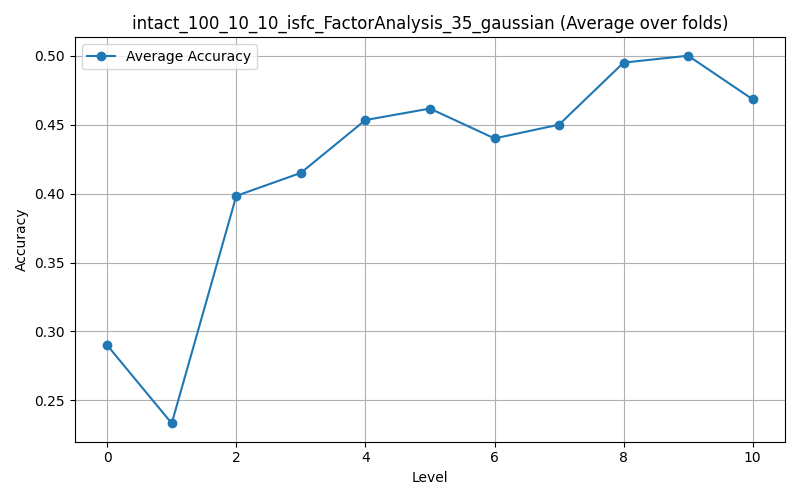 intact_100_10_10_isfc_FactorAnalysis_35_gaussian (Average over folds)
Average Accuracy
0.50
0.45
0.40
0.35
0.30
0.25
Accuracy
0 2 4 6 8 10
Level